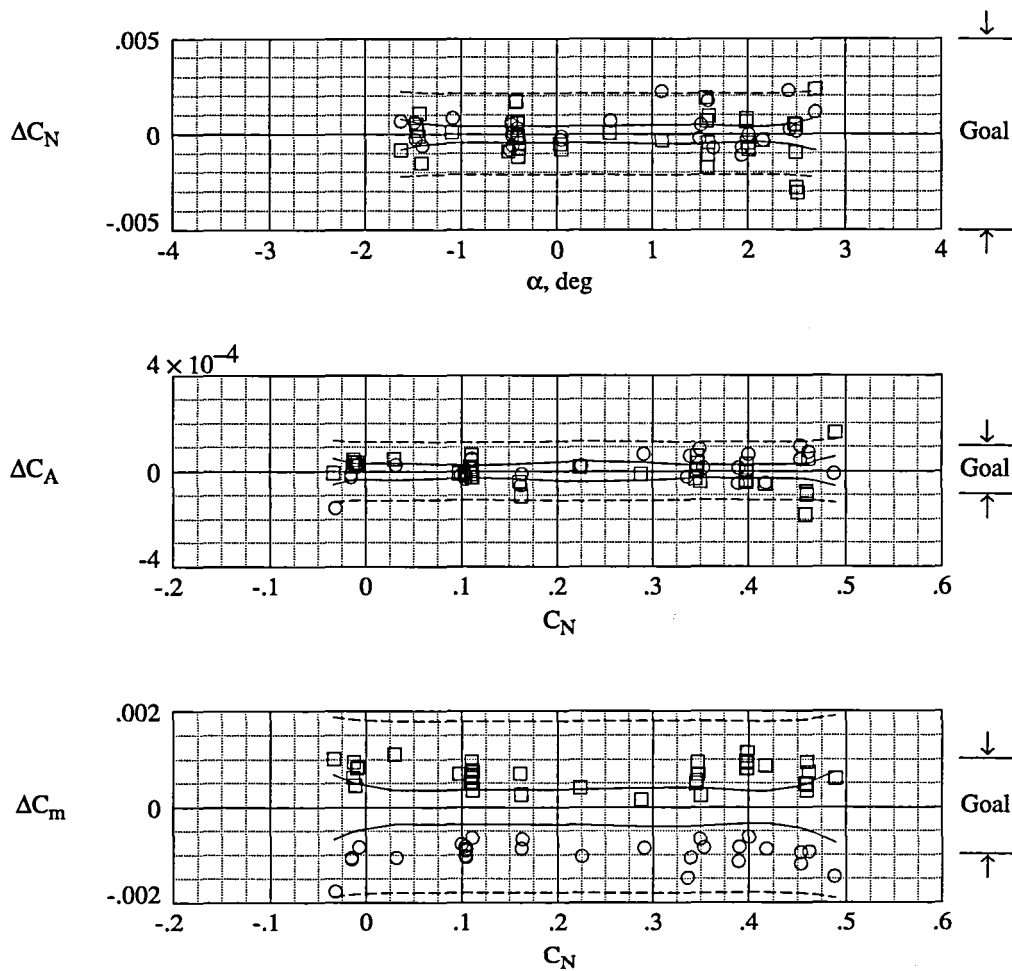 .005
ΔC_N
0
Goal
-.005
-4 -3 -2 -1 0 1 2 3 4
α, deg
4 × 10⁻⁴
ΔC_A
0
Goal
-4
-.2 -.1 0 .1 .2 .3 .4 .5 .6
C_N
.002
ΔC_m
0
Goal
-.002
-.2 -.1 0 .1 .2 .3 .4 .5 .6
C_N